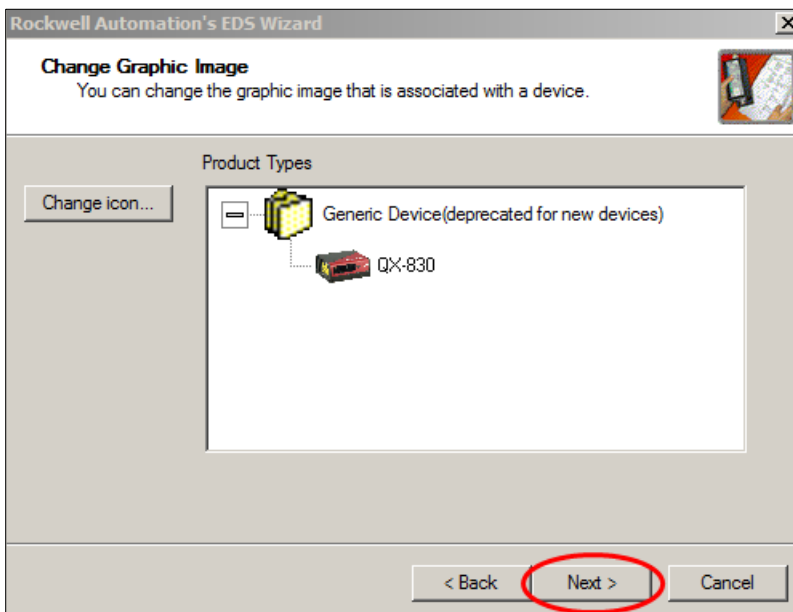 Rockwell Automation's EDS Wizard
Change Graphic Image
You can change the graphic image that is associated with a device.
Product Types
Change icon...
Generic Device(deprecated for new devices)
QX-830
< Back
Next >
Cancel